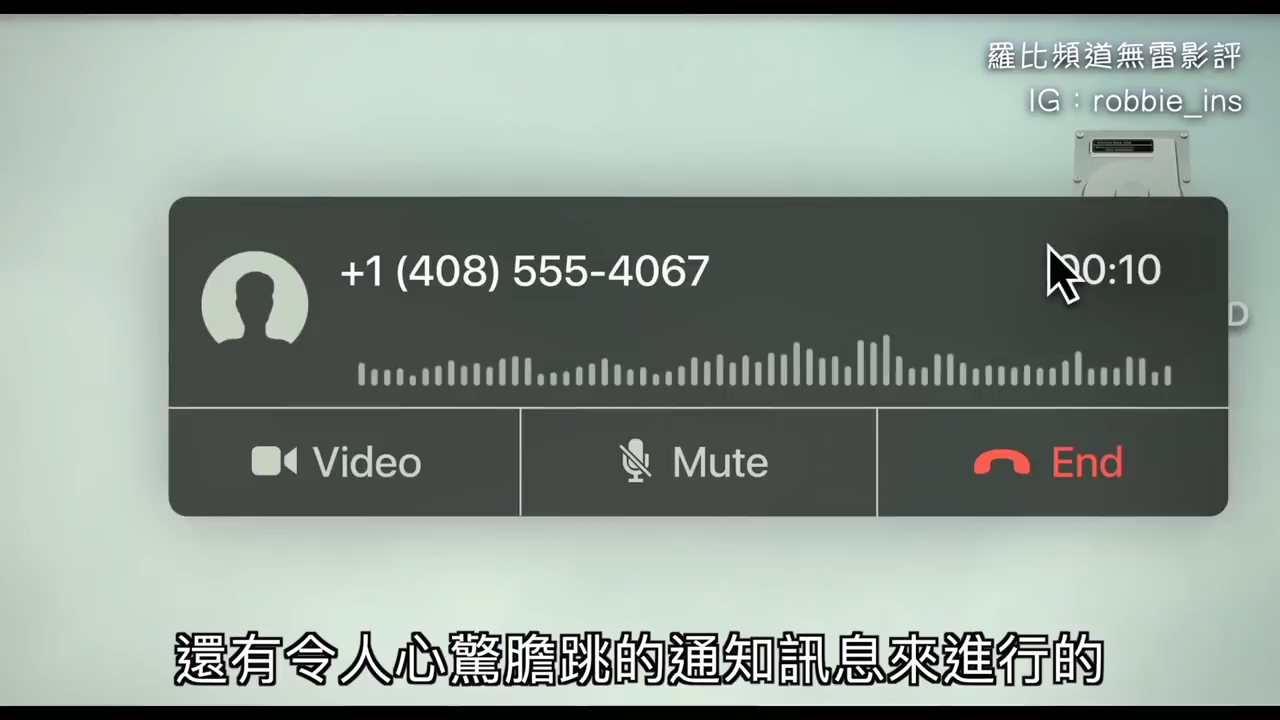 羅比頻道無雷影評
IG：robbie_ins
+1 (408) 555-4067
00:10
D
Video
Mute
End
還有令人心驚膽跳的通知訊息來進行的